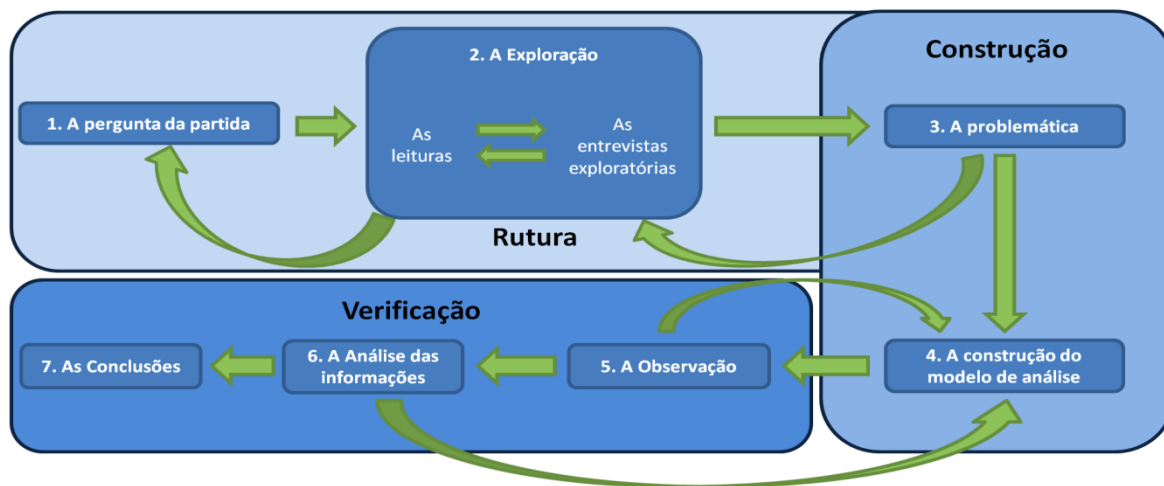 Construção
2. A Exploração
1. A pergunta da partida
As
leituras
As
entrevistas
exploratórias
3. A problemática
Rutura
Verificação
7. As Conclusões
6. A Análise das
informações
5. A Observação
4. A construção do
modelo de análise